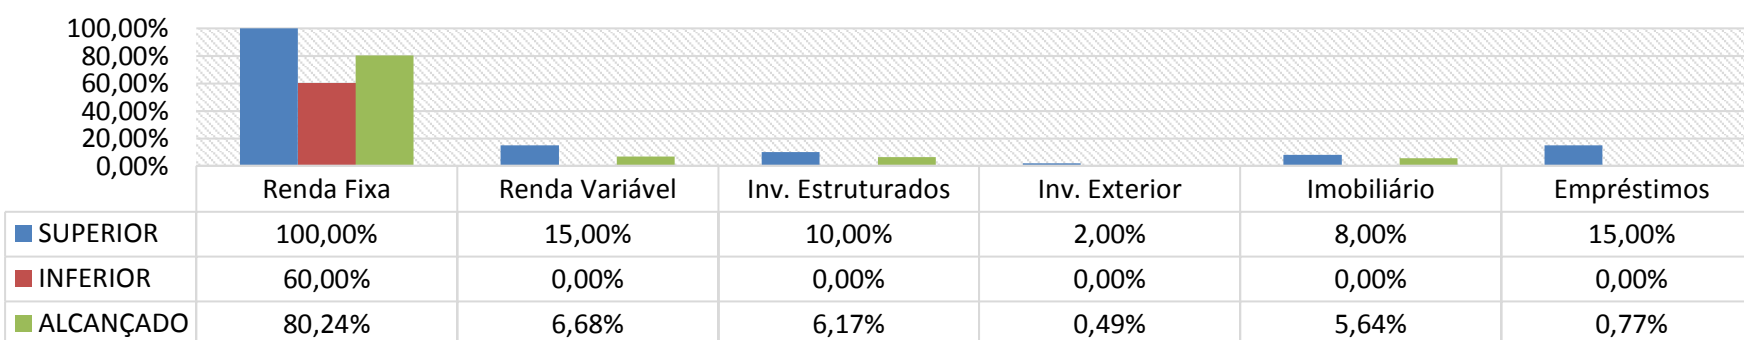 100,00%
80,00%
60,00%
40,00%
20,00%
0,00%
Renda Fixa Renda Variável Inv. Estruturados Inv. Exterior Imobiliário Empréstimos
SUPERIOR 100,00% 15,00% 10,00% 2,00% 8,00% 15,00%
INFERIOR 60,00% 0,00% 0,00% 0,00% 0,00% 0,00%
ALCANÇADO 80,24% 6,68% 6,17% 0,49% 5,64% 0,77%